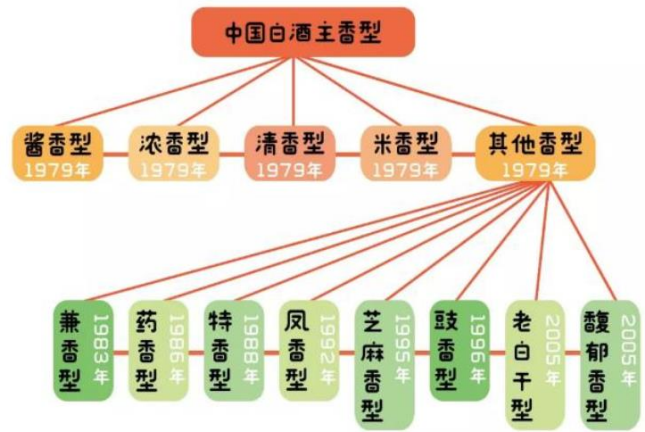 中国白酒主香型
酱香型
1979年
浓香型
1979年
清香型
1979年
米香型
1979年
其他香型
1979年
兼香型
1983年
药香型
1986年
特香型
1988年
凤香型
1992年
芝麻香型
1995年
豉香型
1996年
老白干型
2005年
馥郁香型
2005年